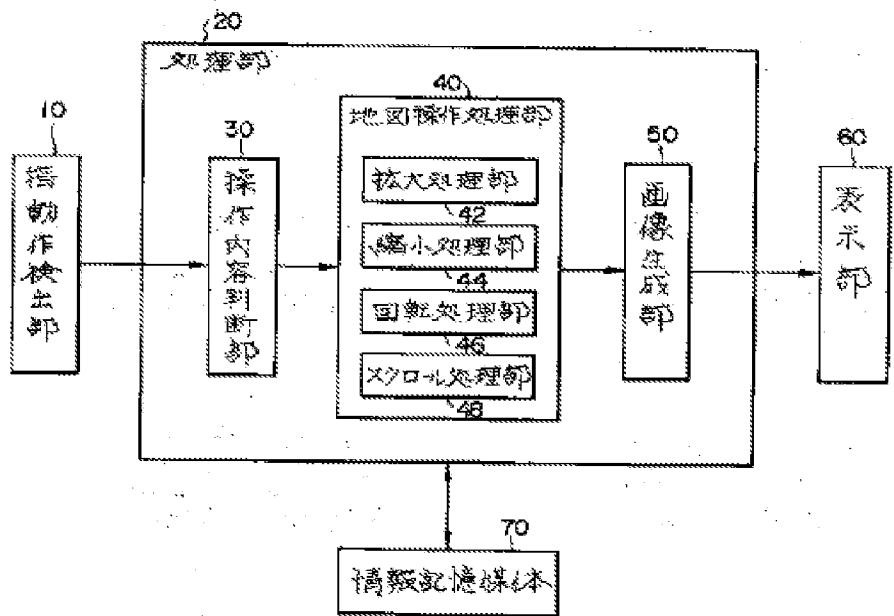 20
処理部
10
指動作検出部
30
操作内容判断部
40
地図操作処理部
拡大処理部
42
縮小処理部
44
回転処理部
46
スクロール処理部
48
50
画像生成部
60
表示部
70
情報記憶媒体